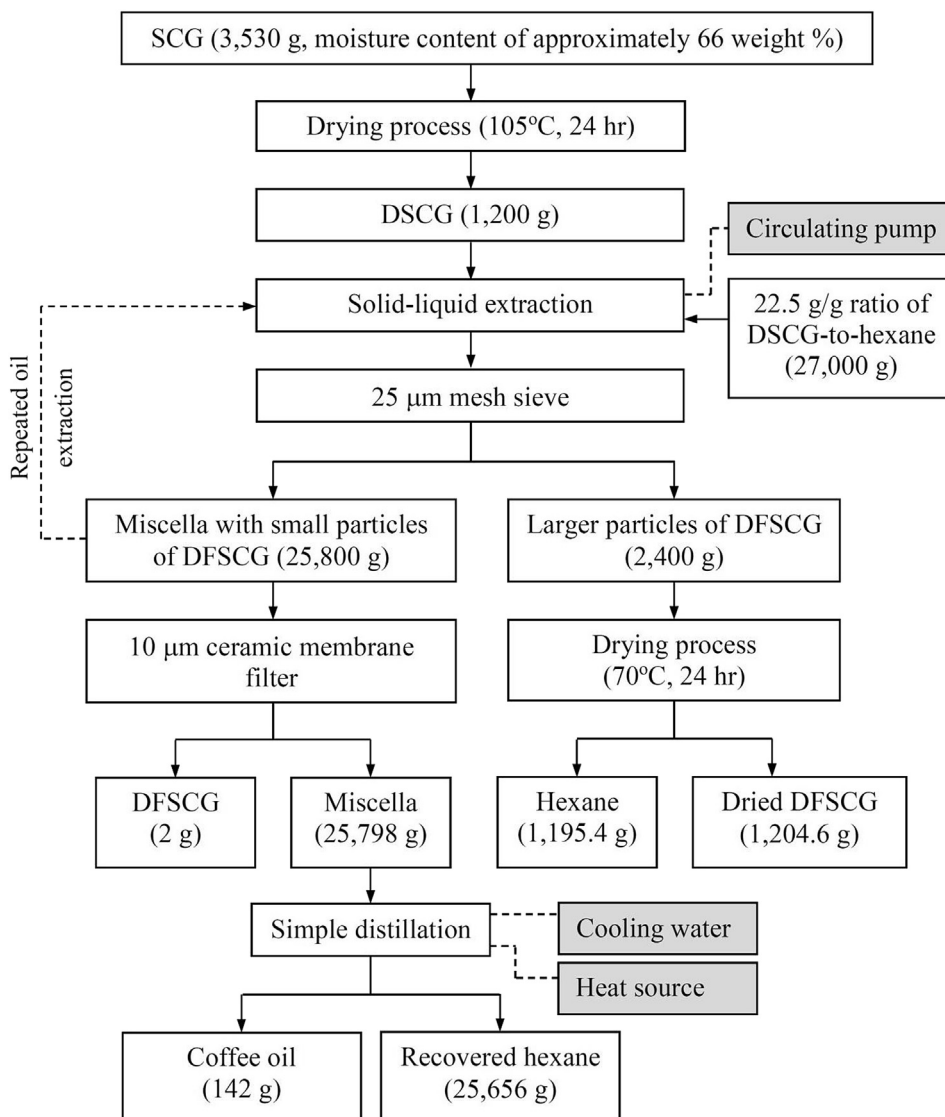 SCG (3,530 g, moisture content of approximately 66 weight %)
Drying process (105ºC, 24 hr)
DSCG (1,200 g)
Circulating pump
Solid-liquid extraction
22.5 g/g ratio of
DSCG-to-hexane
(27,000 g)
Repeated oil
extraction
25 μm mesh sieve
Miscella with small particles
of DFSCG (25,800 g)
Larger particles of DFSCG
(2,400 g)
10 μm ceramic membrane
filter
Drying process
(70ºC, 24 hr)
DFSCG
(2 g)
Miscella
(25,798 g)
Hexane
(1,195.4 g)
Dried DFSCG
(1,204.6 g)
Simple distillation
Cooling water
Heat source
Coffee oil
(142 g)
Recovered hexane
(25,656 g)